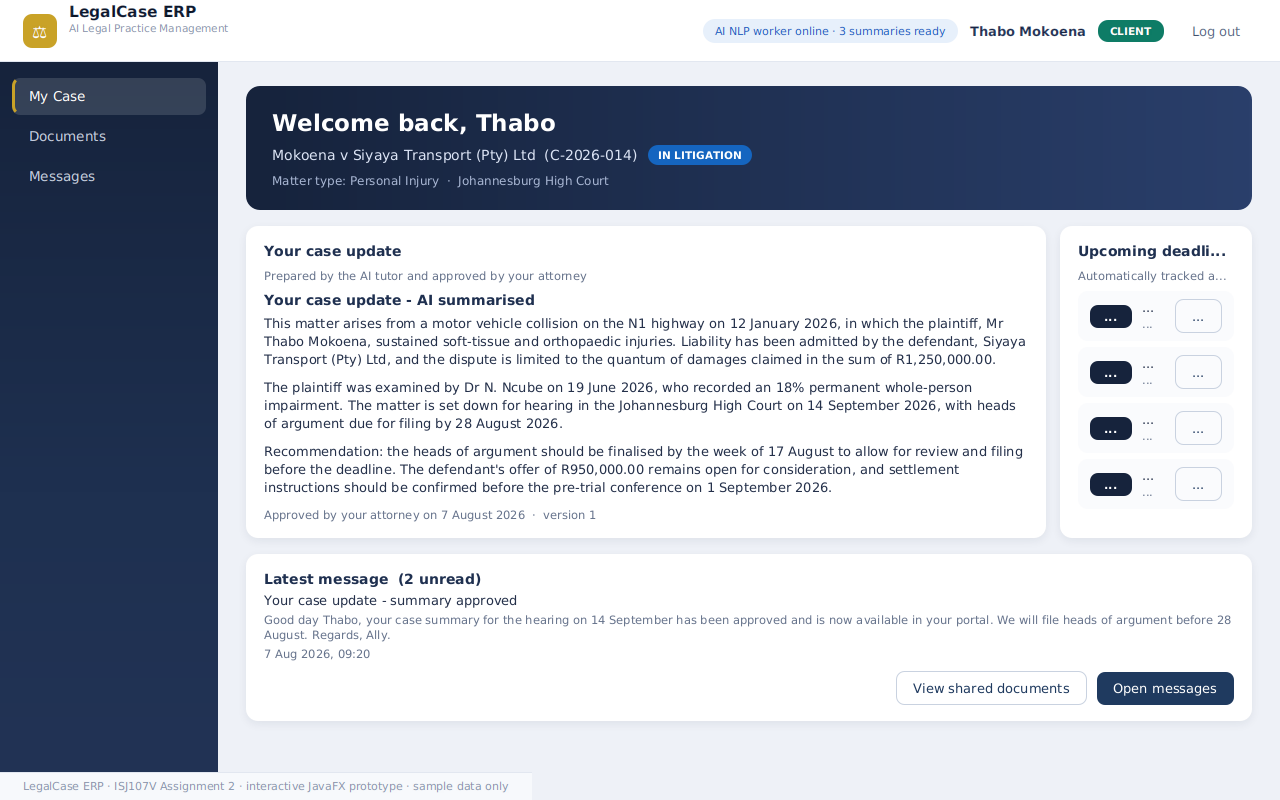 LegalCase ERP
AI Legal Practice Management
AI NLP worker online · 3 summaries ready
Thabo Mokoena
CLIENT
Log out
My Case
Documents
Messages
Welcome back, Thabo
Mokoena v Siyaya Transport (Pty) Ltd (C-2026-014) IN LITIGATION
Matter type: Personal Injury · Johannesburg High Court
Your case update
Prepared by the AI tutor and approved by your attorney
Your case update - AI summarised
This matter arises from a motor vehicle collision on the N1 highway on 12 January 2026, in which the plaintiff, Mr
Thabo Mokoena, sustained soft-tissue and orthopaedic injuries. Liability has been admitted by the defendant, Siyaya
Transport (Pty) Ltd, and the dispute is limited to the quantum of damages claimed in the sum of R1,250,000.00.
The plaintiff was examined by Dr N. Ncube on 19 June 2026, who recorded an 18% permanent whole-person
impairment. The matter is set down for hearing in the Johannesburg High Court on 14 September 2026, with heads
of argument due for filing by 28 August 2026.
Recommendation: the heads of argument should be finalised by the week of 17 August to allow for review and filing
before the deadline. The defendant's offer of R950,000.00 remains open for consideration, and settlement
instructions should be confirmed before the pre-trial conference on 1 September 2026.
Approved by your attorney on 7 August 2026 · version 1
Upcoming deadli...
Automatically tracked a...
... ... ...
...
... ... ...
...
... ... ...
...
... ... ...
...
Latest message (2 unread)
Your case update - summary approved
Good day Thabo, your case summary for the hearing on 14 September has been approved and is now available in your portal. We will file heads of argument before 28
August. Regards, Ally.
7 Aug 2026, 09:20
View shared documents
Open messages
LegalCase ERP · ISJ107V Assignment 2 · interactive JavaFX prototype · sample data only